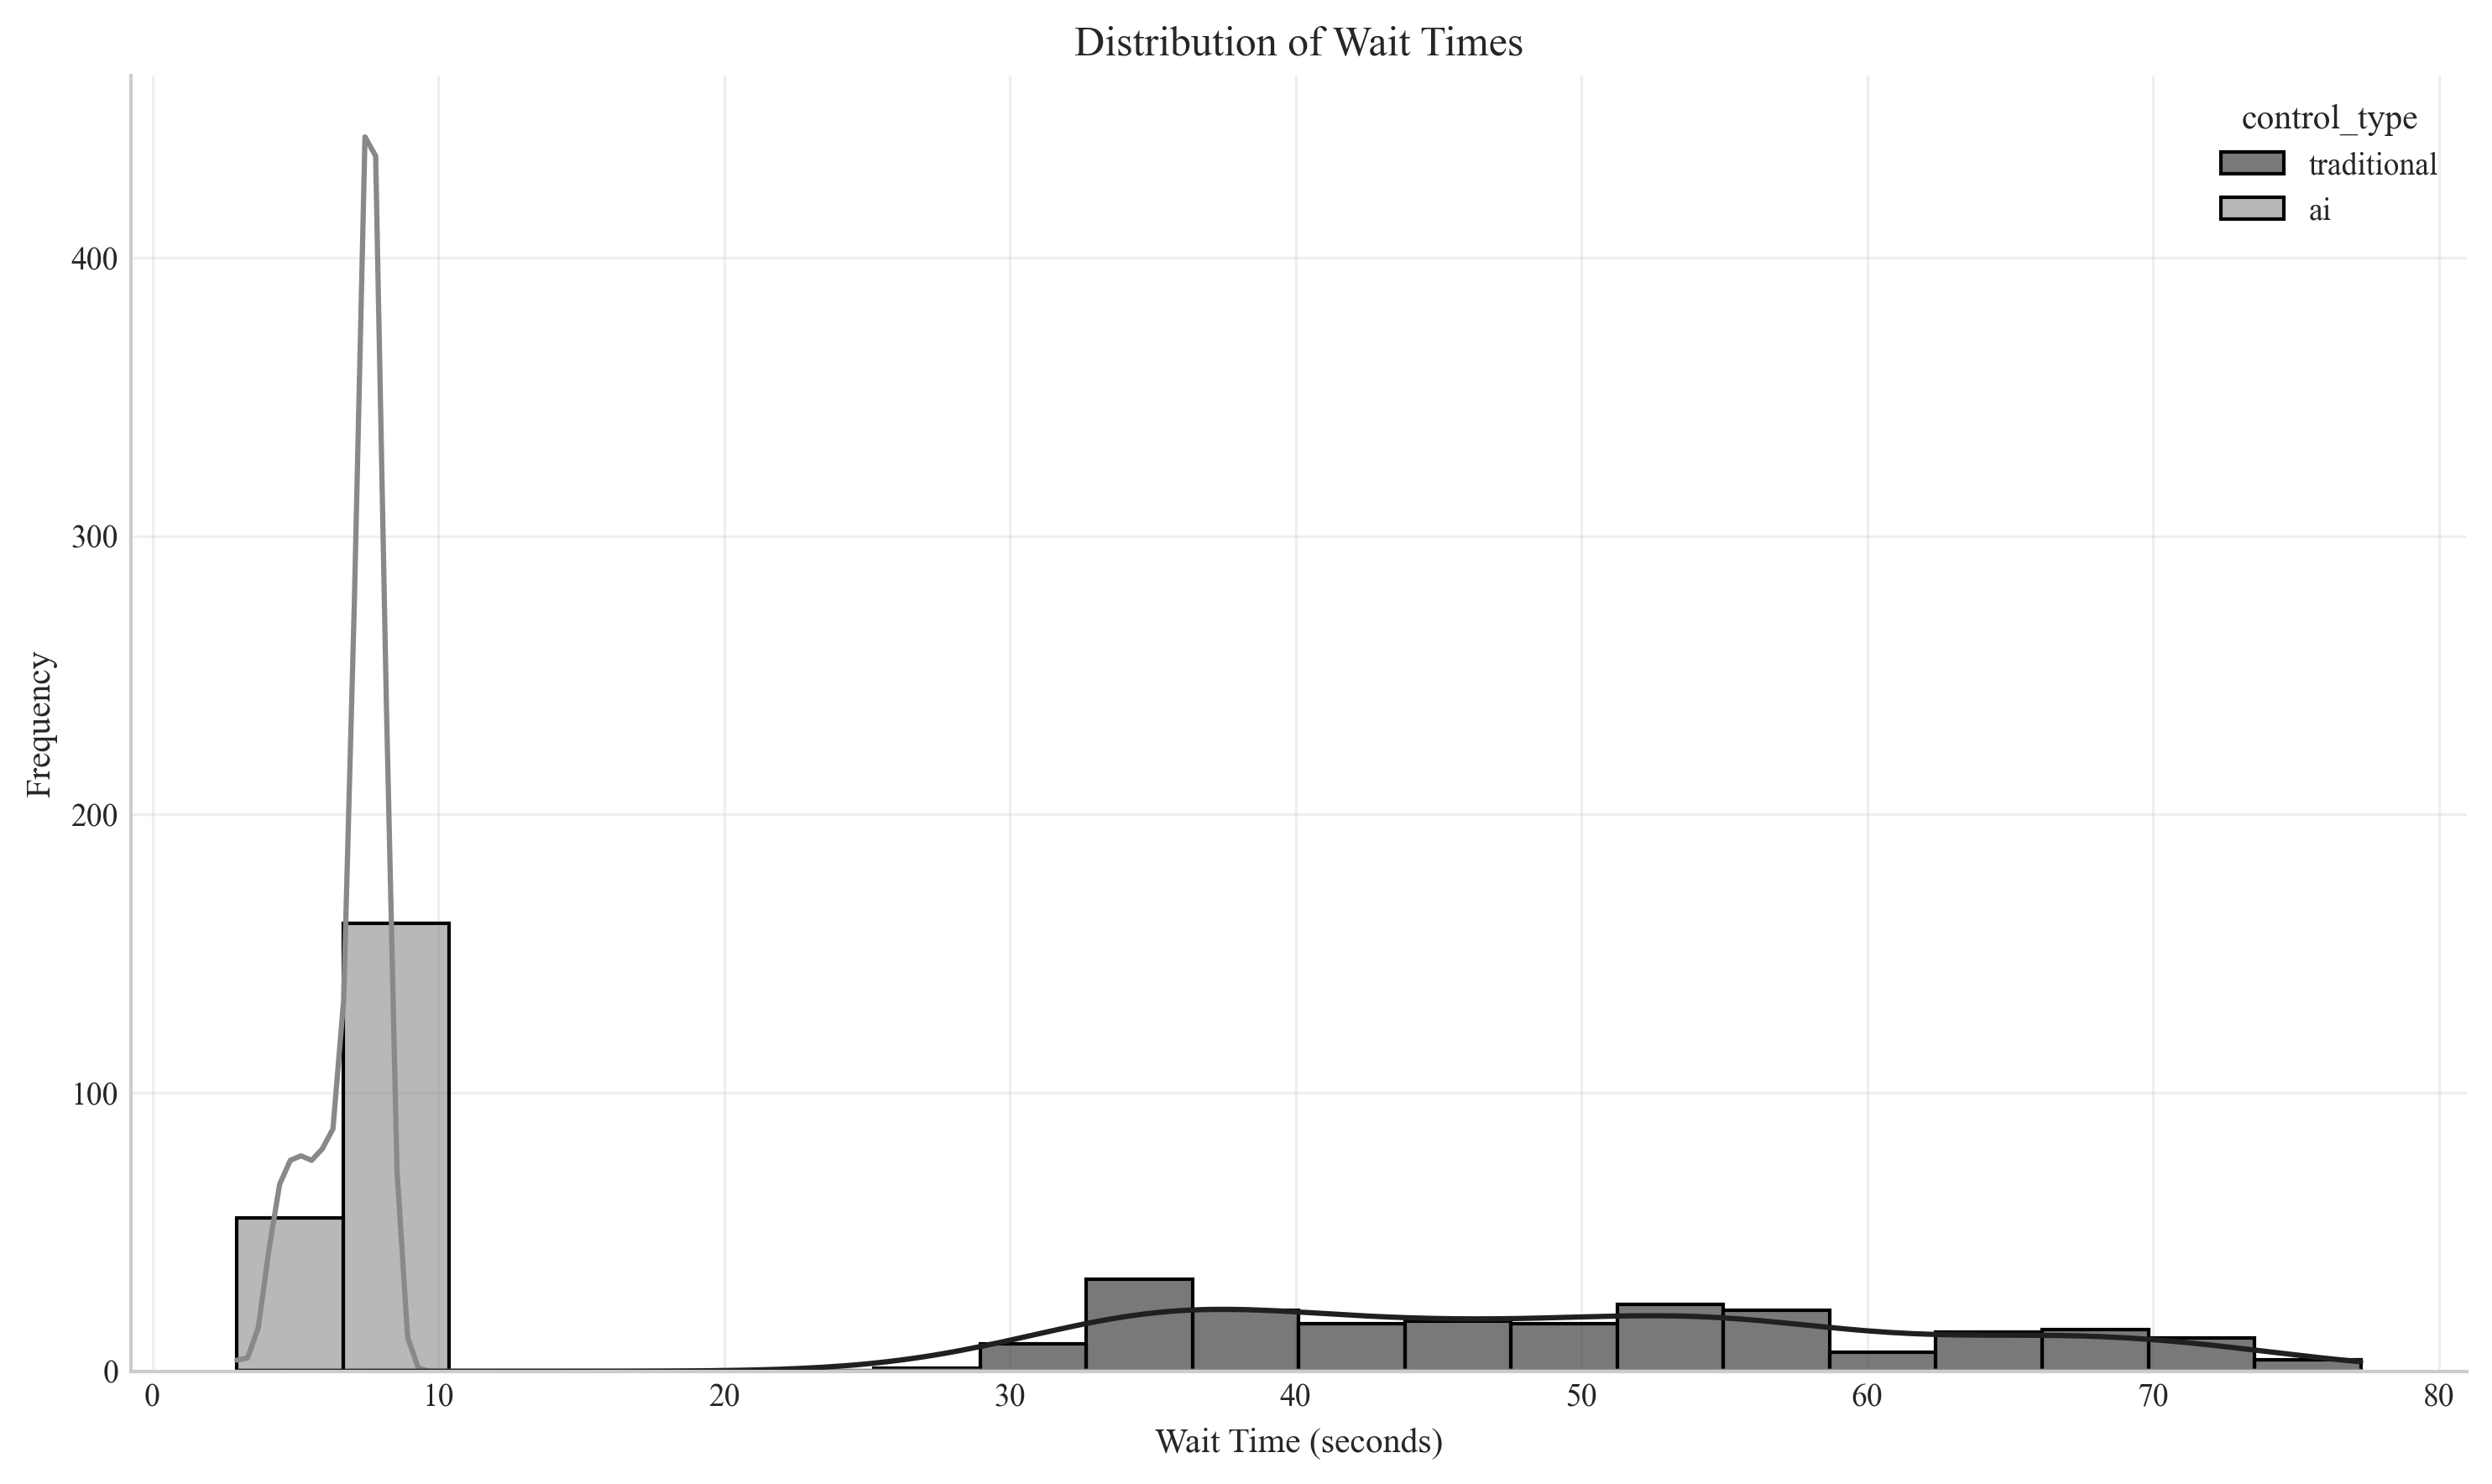 Distribution of Wait Times
control_type
traditional
ai
Frequency
400
300
200
100
0
0 10 20 30 40 50 60 70 80
Wait Time (seconds)